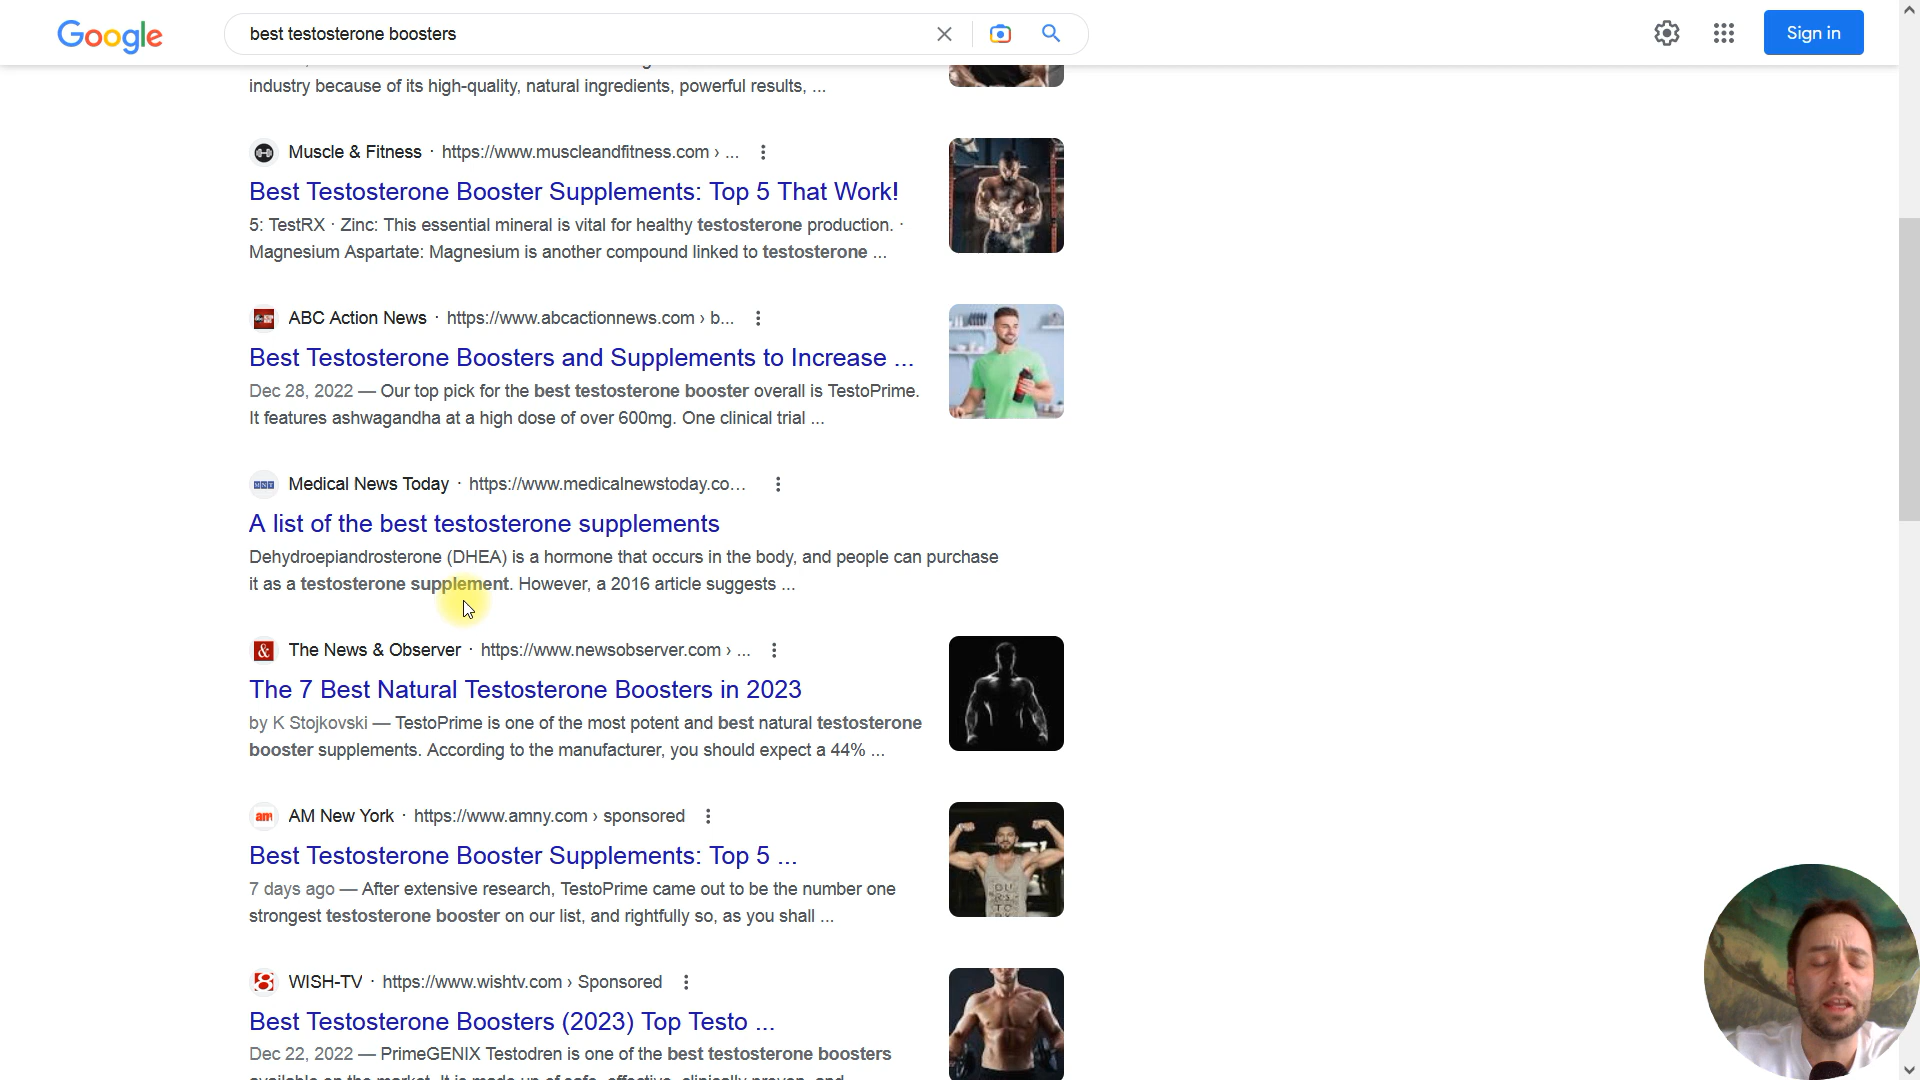 Google
best testosterone boosters
Sign in
industry because of its high-quality, natural ingredients, powerful results, ...
Muscle & Fitness · https://www.muscleandfitness.com › ...
Best Testosterone Booster Supplements: Top 5 That Work!
5: TestRX · Zinc: This essential mineral is vital for healthy testosterone production. ·
Magnesium Aspartate: Magnesium is another compound linked to testosterone ...
ABC Action News · https://www.abcactionnews.com › b...
Best Testosterone Boosters and Supplements to Increase ...
Dec 28, 2022 — Our top pick for the best testosterone booster overall is TestoPrime.
It features ashwagandha at a high dose of over 600mg. One clinical trial ...
MNT
Medical News Today · https://www.medicalnewstoday.co...
A list of the best testosterone supplements
Dehydroepiandrosterone (DHEA) is a hormone that occurs in the body, and people can purchase
it as a testosterone supplement. However, a 2016 article suggests ...
&
The News & Observer · https://www.newsobserver.com › ...
The 7 Best Natural Testosterone Boosters in 2023
by K Stojkovski — TestoPrime is one of the most potent and best natural testosterone
booster supplements. According to the manufacturer, you should expect a 44% ...
am
AM New York · https://www.amny.com › sponsored
Best Testosterone Booster Supplements: Top 5 ...
7 days ago — After extensive research, TestoPrime came out to be the number one
strongest testosterone booster on our list, and rightfully so, as you shall ...
8
WISH-TV · https://www.wishtv.com › Sponsored
Best Testosterone Boosters (2023) Top Testo ...
Dec 22, 2022 — PrimeGENIX Testodren is one of the best testosterone boosters